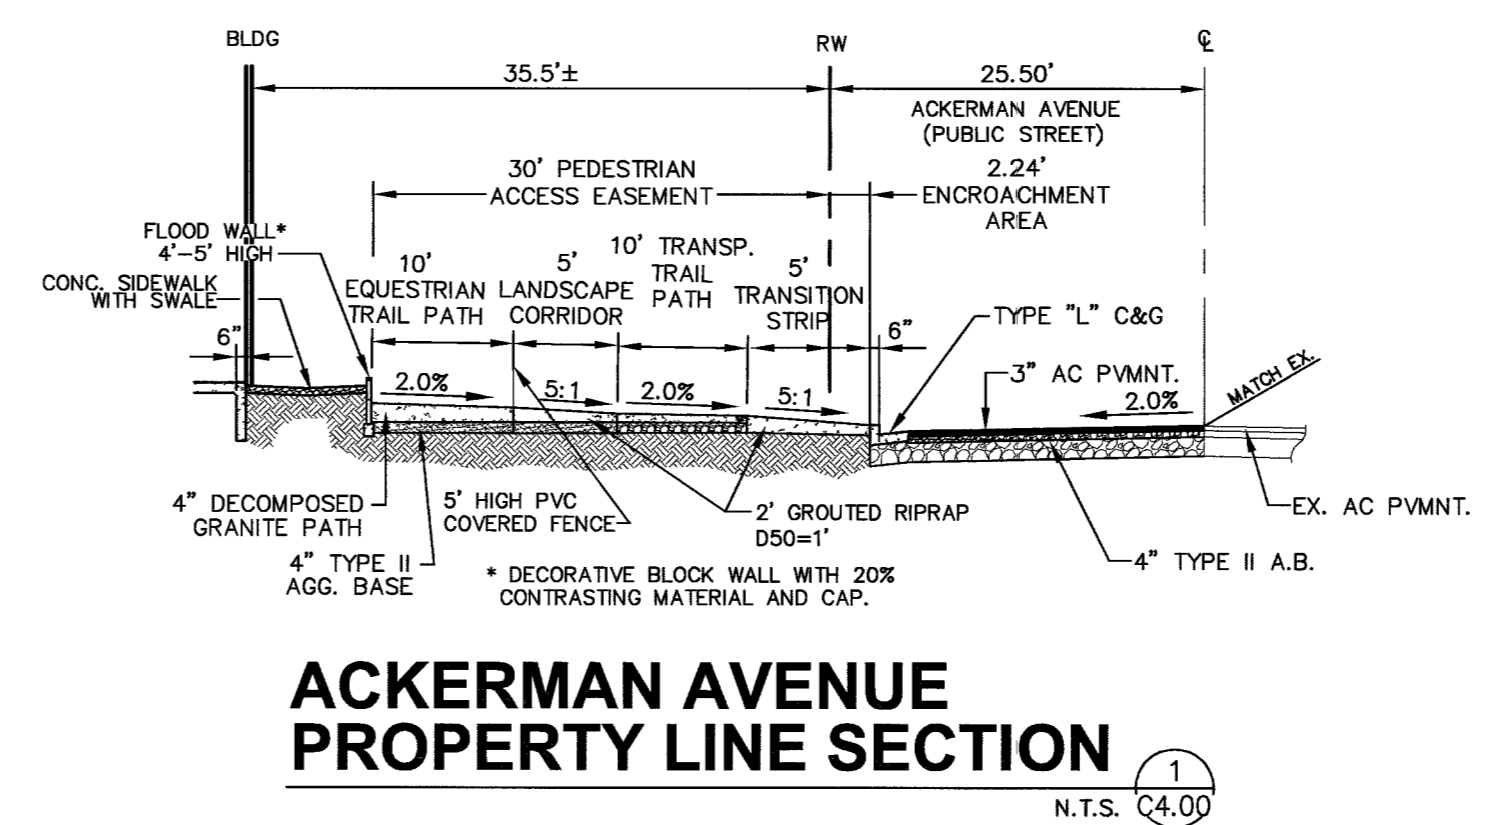 BLDG
RW
℄
35.5'±
25.50'
ACKERMAN AVENUE
(PUBLIC STREET)
30' PEDESTRIAN
ACCESS EASEMENT
2.24'
ENCROACHMENT
AREA
FLOOD WALL*
4'-5' HIGH
CONC. SIDEWALK
WITH SWALE
6"
10'
EQUESTRIAN
TRAIL PATH
5'
LANDSCAPE
CORRIDOR
10' TRANSP.
TRAIL
PATH
5'
TRANSITION
STRIP
6"
TYPE "L" C&G
3" AC PVMNT.
MATCH EX.
2.0%
5:1
2.0%
5:1
2.0%
4" DECOMPOSED
GRANITE PATH
4" TYPE II
AGG. BASE
5' HIGH PVC
COVERED FENCE
2' GROUTED RIPRAP
D50=1'
EX. AC PVMNT.
4" TYPE II A.B.
* DECORATIVE BLOCK WALL WITH 20%
CONTRASTING MATERIAL AND CAP.
ACKERMAN AVENUE
PROPERTY LINE SECTION
1
N.T.S.
C4.00